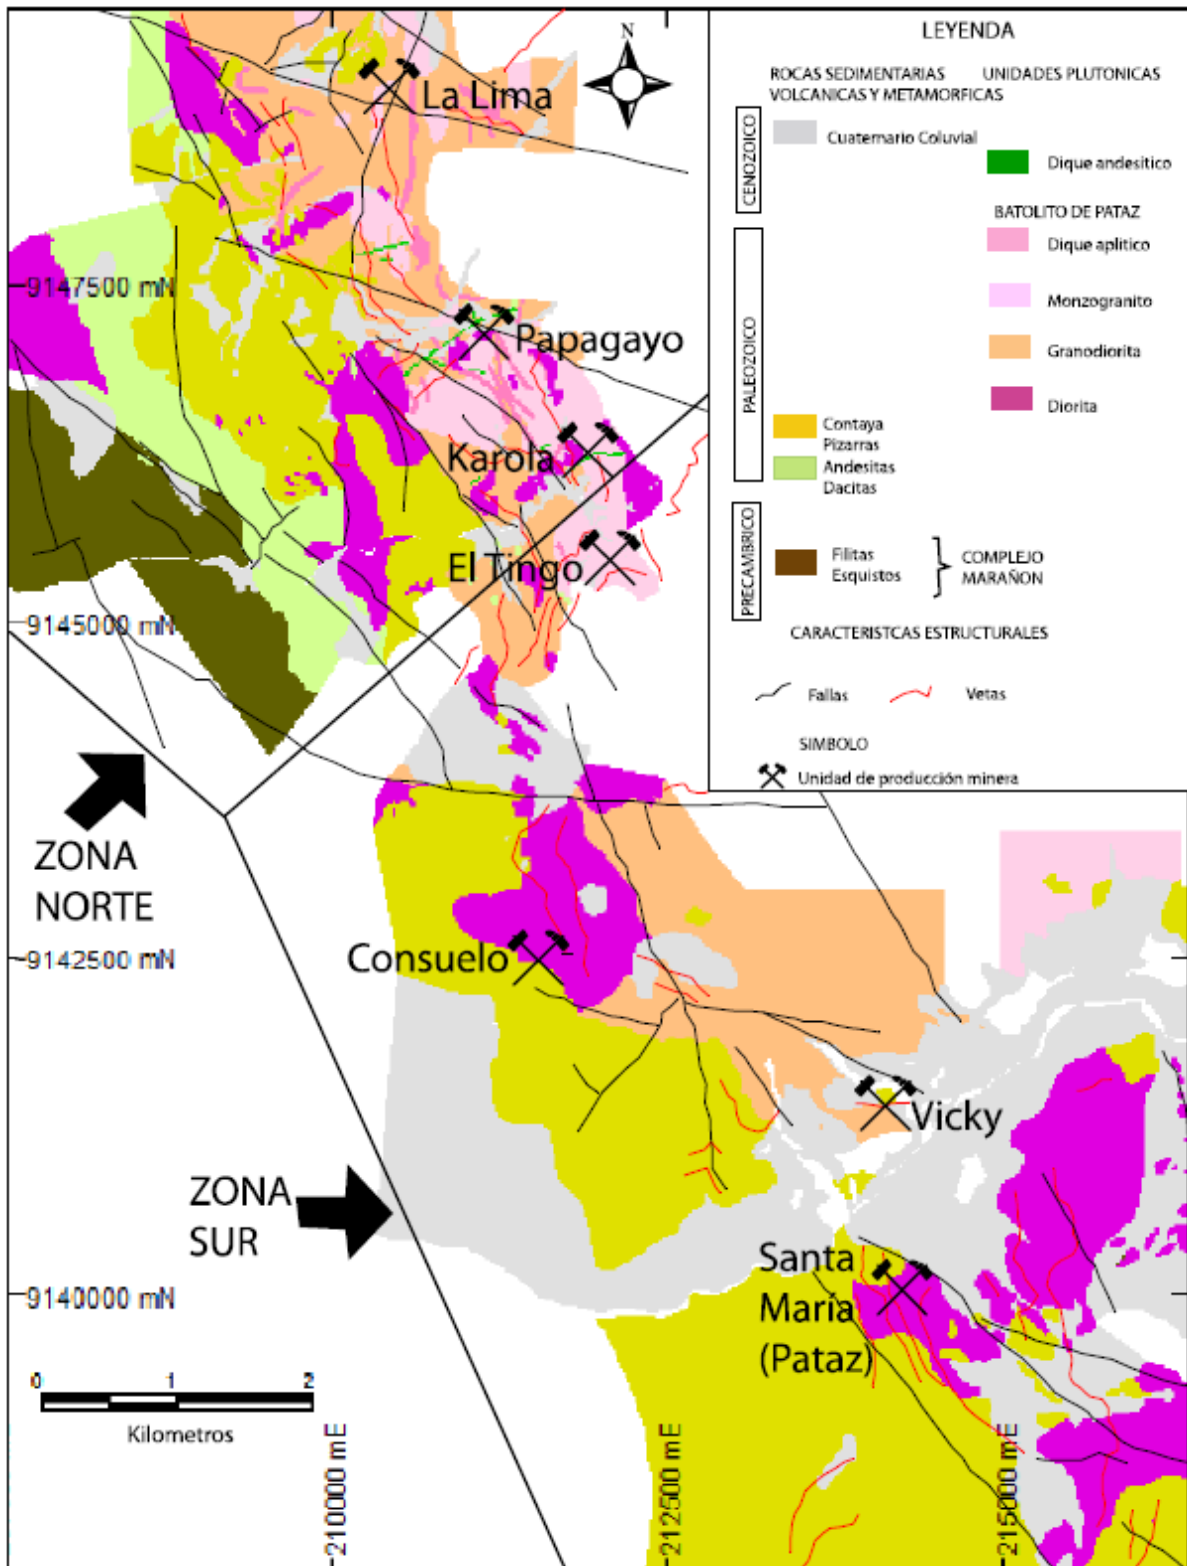 N
La Lima
9147500 mN
Papagayo
Karola
El Tingo
9145000 mN
ZONA
NORTE
Consuelo
9142500 mN
Vicky
ZONA
SUR
Santa
María
(Pataz)
9140000 mN
0 1 2
Kilometros
210000 mE
212500 mE
215000 mE
LEYENDA
ROCAS SEDIMENTARIAS
VOLCANICAS Y METAMORFICAS
UNIDADES PLUTONICAS
CENOZOICO
Cuaternario Coluvial
Dique andesitico
BATOLITO DE PATAZ
Dique aplitico
PALEOZOICO
Monzogranito
Granodiorita
Diorita
Contaya
Pizarras
Andesitas
Dacitas
PRECAMBRICO
Filitas
Esquistos
COMPLEJO
MARAÑON
CARACTERISTCAS ESTRUCTURALES
Fallas
Vetas
SIMBOLO
Unidad de producción minera